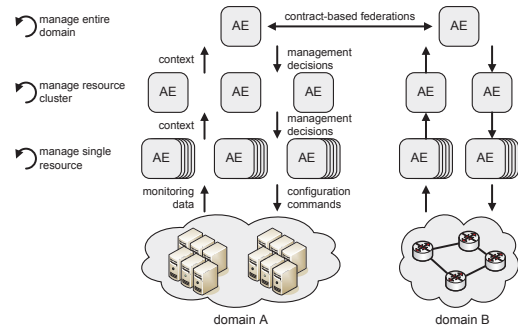 manage entire
domain
AE
contract-based federations
AE
context
management
decisions
manage resource
cluster
AE
AE
AE
AE
AE
context
management
decisions
manage single
resource
AE
AE
AE
AE
AE
monitoring
data
configuration
commands
domain A
domain B